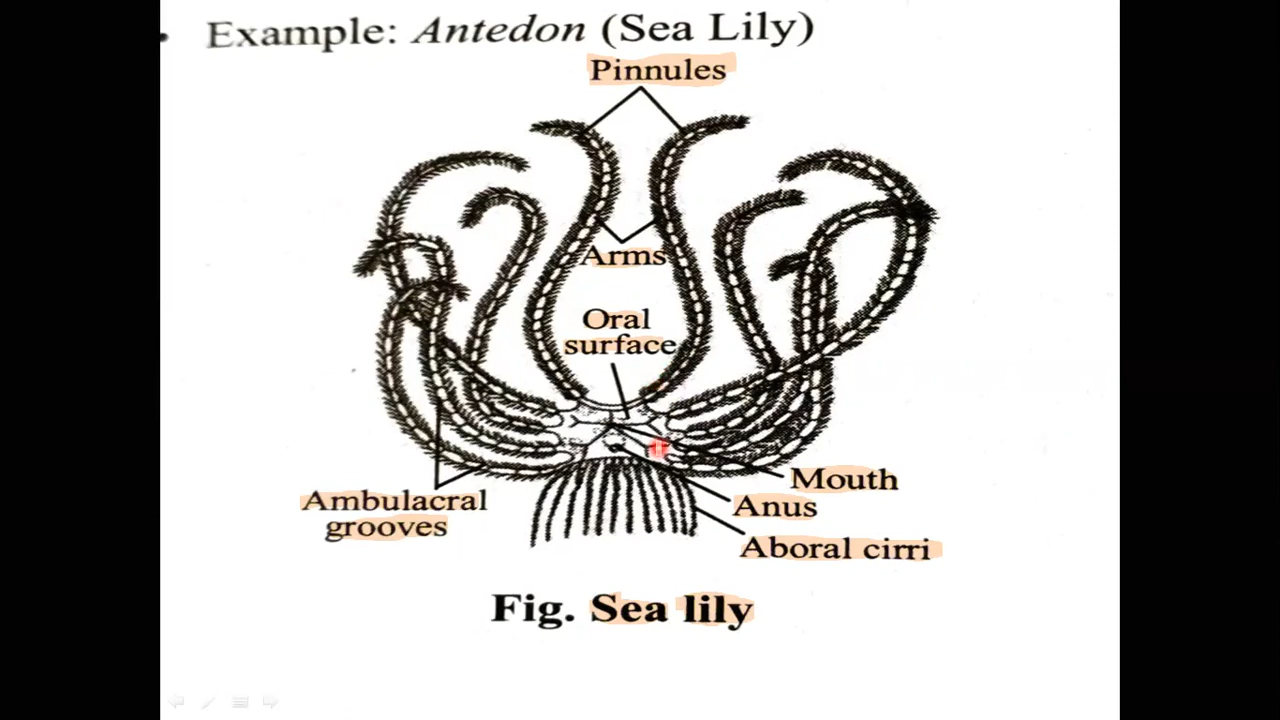 • Example: Antedon (Sea Lily)
Pinnules
Arms
Oral
surface
Ambulacral
grooves
Mouth
Anus
Aboral cirri
Fig. Sea lily